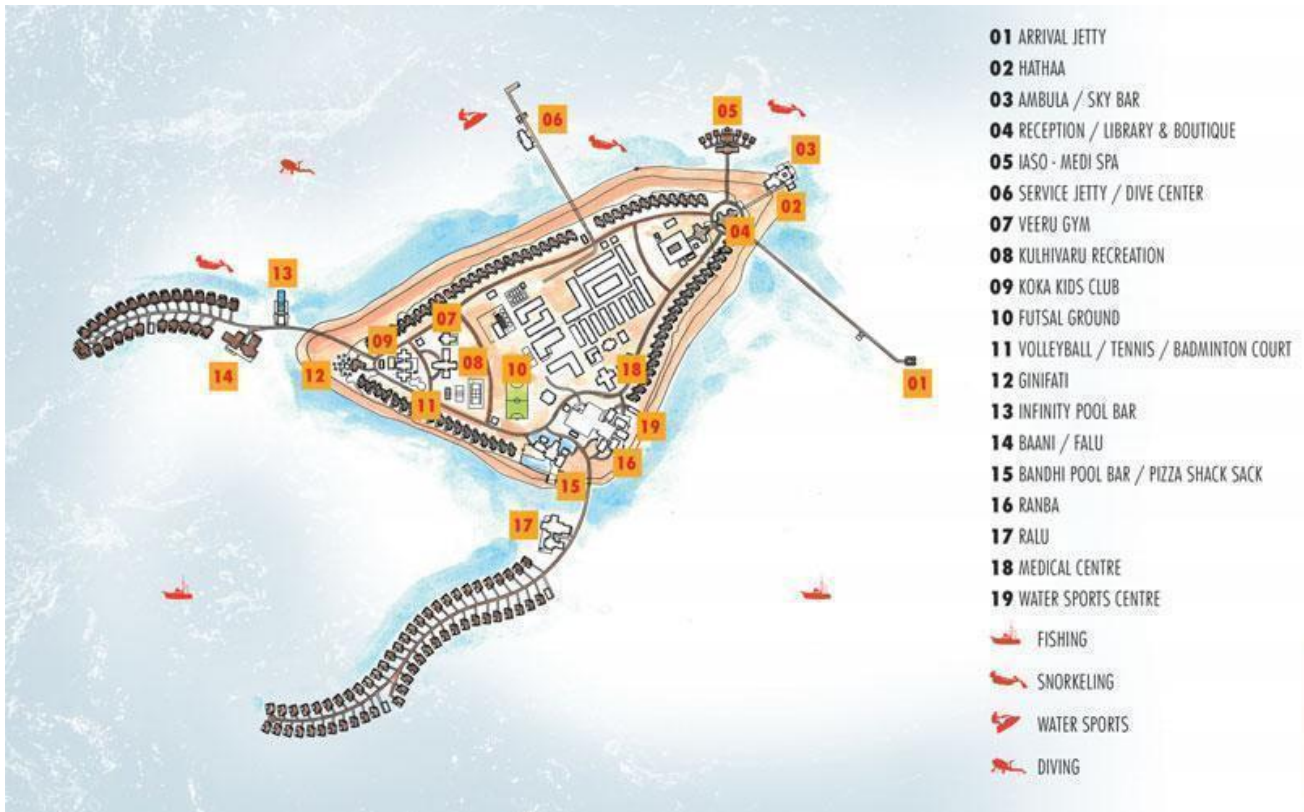 01 ARRIVAL JETTY
02 HATHAA
03 AMBULA / SKY BAR
04 RECEPTION / LIBRARY & BOUTIQUE
05 IASO - MEDI SPA
06 SERVICE JETTY / DIVE CENTER
07 VEERU GYM
08 KULHIVARU RECREATION
09 KOKA KIDS CLUB
10 FUTSAL GROUND
11 VOLLEYBALL / TENNIS / BADMINTON COURT
12 GINIFATI
13 INFINITY POOL BAR
14 BAANI / FALU
15 BANDHI POOL BAR / PIZZA SHACK SACK
16 RANBA
17 RALU
18 MEDICAL CENTRE
19 WATER SPORTS CENTRE
FISHING
SNORKELING
WATER SPORTS
DIVING
05
06
03
02
04
13
07
09
08
10
18
12
14
11
01
19
16
15
17